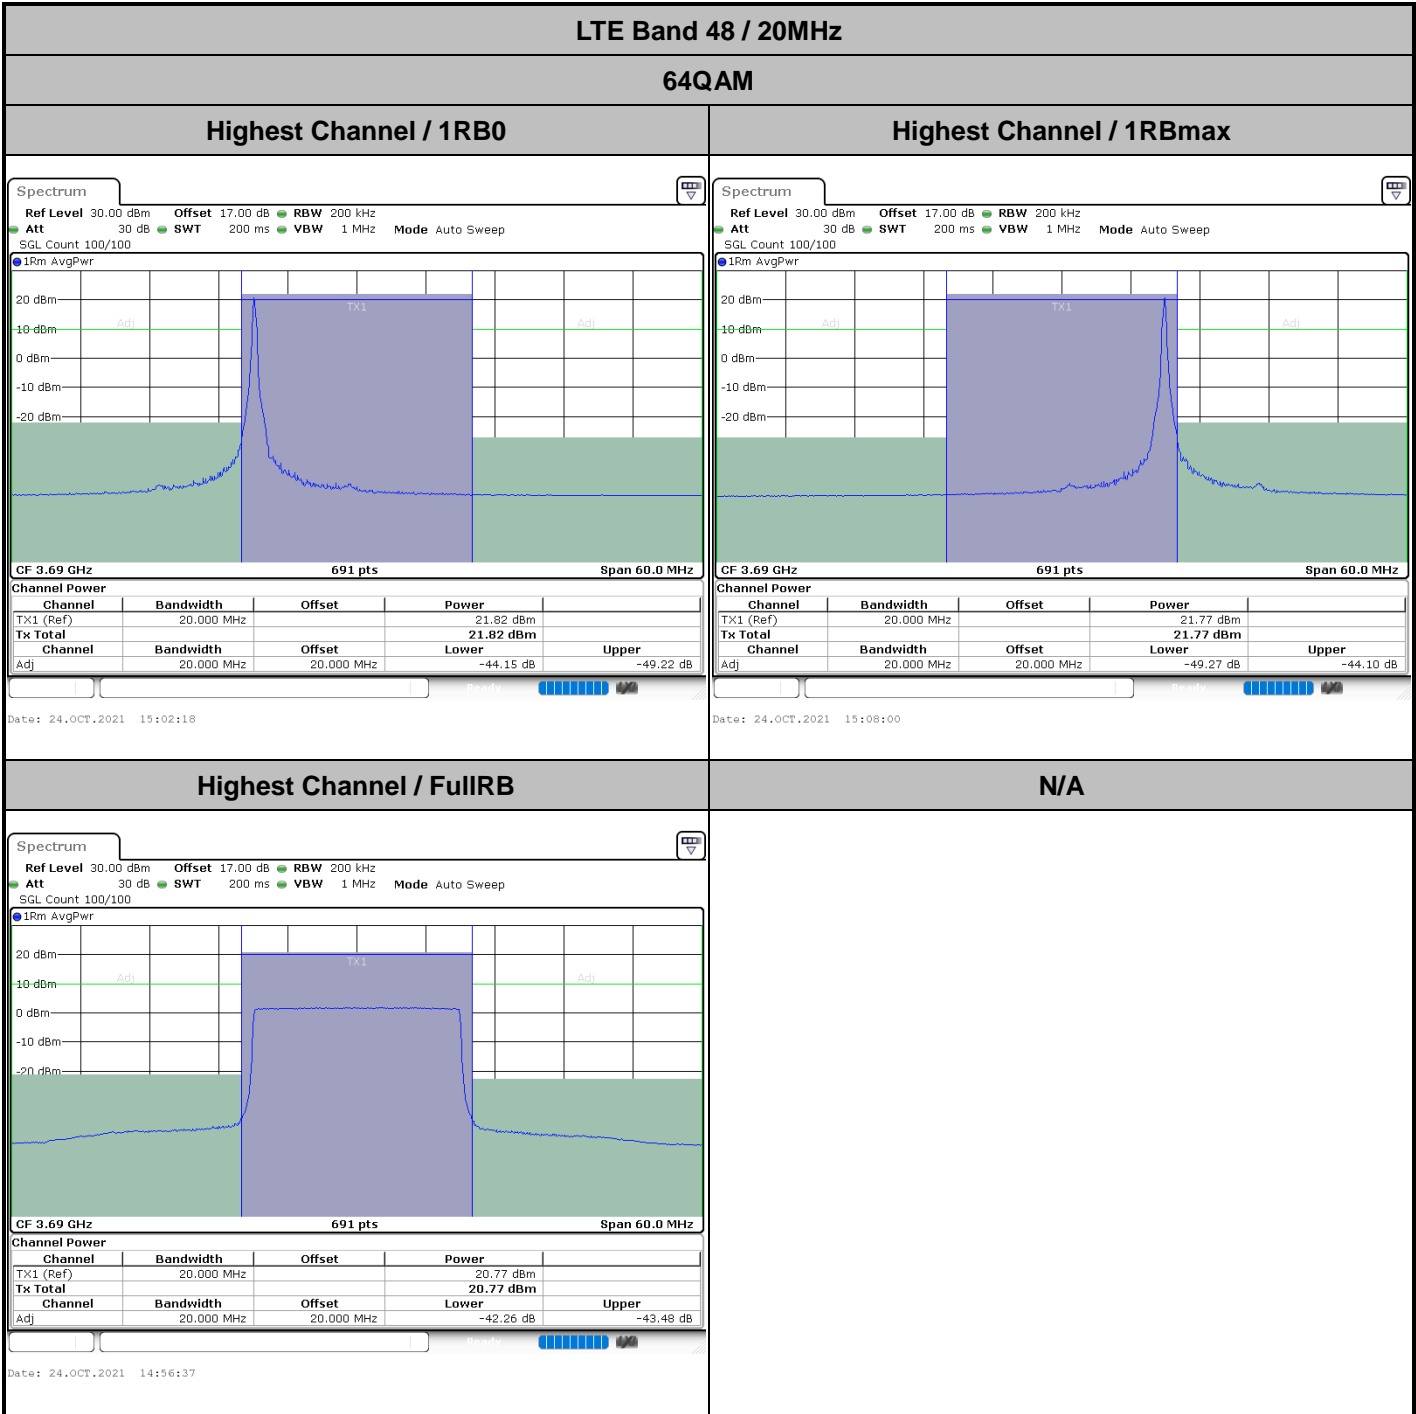 LTE Band 48 / 20MHz
64QAM
Highest Channel / 1RB0
Highest Channel / 1RBmax
Spectrum
Ref Level 30.00 dBm Offset 17.00 dB RBW 200 kHz
Att 30 dB SWT 200 ms VBW 1 MHz Mode Auto Sweep
SGL Count 100/100
1Rm AvgPwr
TX1
20 dBm
Adj
Adj
10 dBm
0 dBm
-10 dBm
-20 dBm
CF 3.69 GHz 691 pts Span 60.0 MHz
Channel Power
Channel Bandwidth Offset Power
TX1 (Ref) 20.000 MHz 21.82 dBm
Tx Total 21.82 dBm
Channel Bandwidth Offset Lower Upper
Adj 20.000 MHz 20.000 MHz -44.15 dB -49.22 dB
Ready
Date: 24.OCT.2021 15:02:18
Spectrum
Ref Level 30.00 dBm Offset 17.00 dB RBW 200 kHz
Att 30 dB SWT 200 ms VBW 1 MHz Mode Auto Sweep
SGL Count 100/100
1Rm AvgPwr
TX1
20 dBm
Adj
Adj
10 dBm
0 dBm
-10 dBm
-20 dBm
CF 3.69 GHz 691 pts Span 60.0 MHz
Channel Power
Channel Bandwidth Offset Power
TX1 (Ref) 20.000 MHz 21.77 dBm
Tx Total 21.77 dBm
Channel Bandwidth Offset Lower Upper
Adj 20.000 MHz 20.000 MHz -49.27 dB -44.10 dB
Ready
Date: 24.OCT.2021 15:08:00
Highest Channel / FullRB
N/A
Spectrum
Ref Level 30.00 dBm Offset 17.00 dB RBW 200 kHz
Att 30 dB SWT 200 ms VBW 1 MHz Mode Auto Sweep
SGL Count 100/100
1Rm AvgPwr
20 dBm
TX1
Adj
Adj
10 dBm
0 dBm
-10 dBm
-20 dBm
CF 3.69 GHz 691 pts Span 60.0 MHz
Channel Power
Channel Bandwidth Offset Power
TX1 (Ref) 20.000 MHz 20.77 dBm
Tx Total 20.77 dBm
Channel Bandwidth Offset Lower Upper
Adj 20.000 MHz 20.000 MHz -42.26 dB -43.48 dB
Ready
Date: 24.OCT.2021 14:56:37